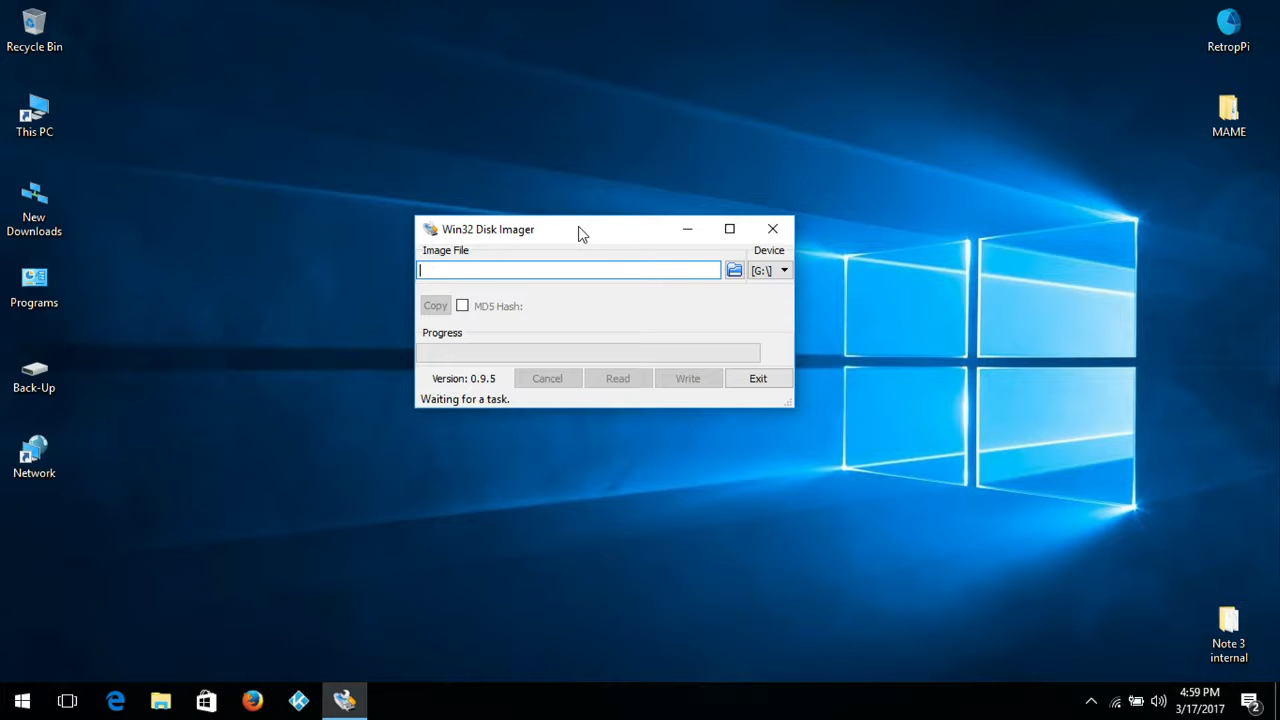 Recycle Bin
This PC
New
Downloads
Programs
Back-Up
Network
RetropPi
MAME
Note 3
internal
Win32 Disk Imager
Image File
Device
[G:\]
Copy
MD5 Hash:
Progress
Version: 0.9.5
Cancel
Read
Write
Exit
Waiting for a task.
4:59 PM
3/17/2017
2